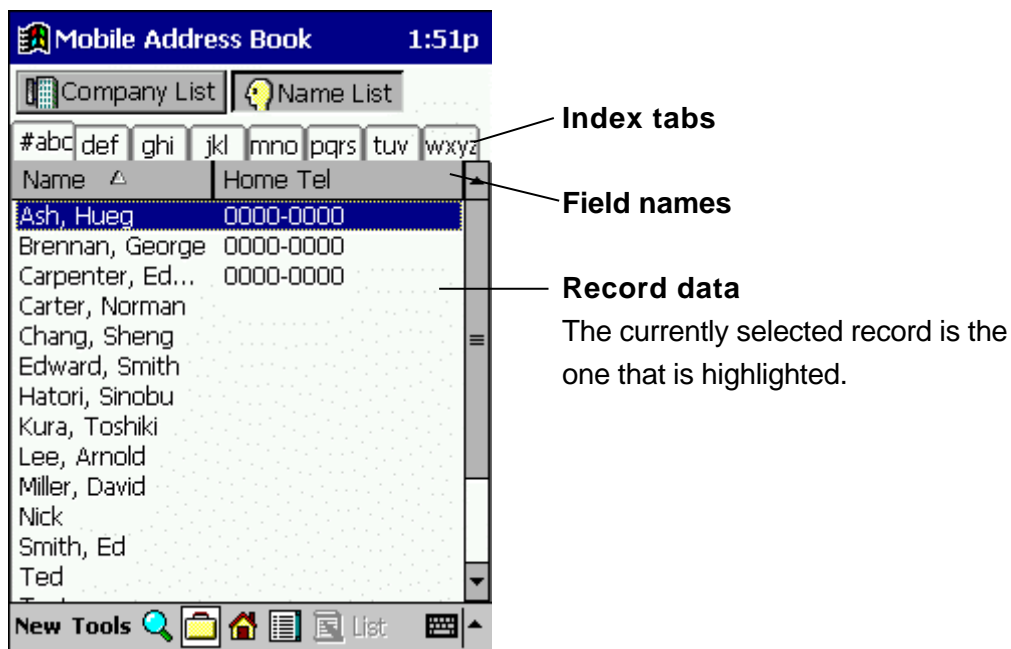 Mobile Address Book 1:51p
Company List Name List
#abc def ghi jkl mno pqrs tuv wxyz
Name Home Tel
Ash, Hueg 0000-0000
Brennan, George 0000-0000
Carpenter, Ed... 0000-0000
Carter, Norman
Chang, Sheng
Edward, Smith
Hatori, Sinobu
Kura, Toshiki
Lee, Arnold
Miller, David
Nick
Smith, Ed
Ted
New Tools List
Index tabs
Field names
Record data
The currently selected record is the
one that is highlighted.